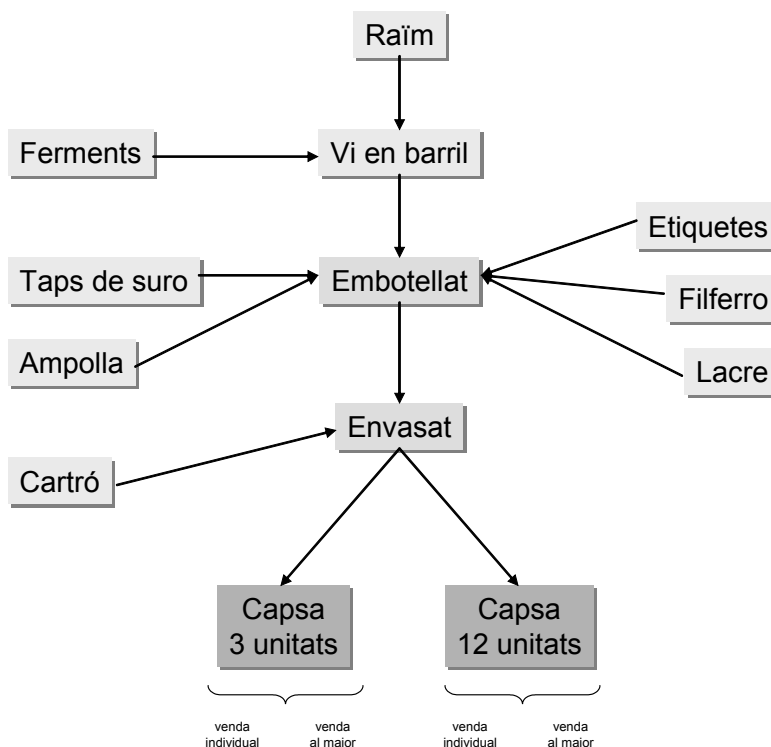 Raïm
Ferments
Vi en barril
Etiquetes
Taps de suro
Embotellat
Filferro
Ampolla
Lacre
Envasat
Cartró
Capsa
3 unitats
Capsa
12 unitats
venda
individual
venda
al maior
venda
individual
venda
al maior